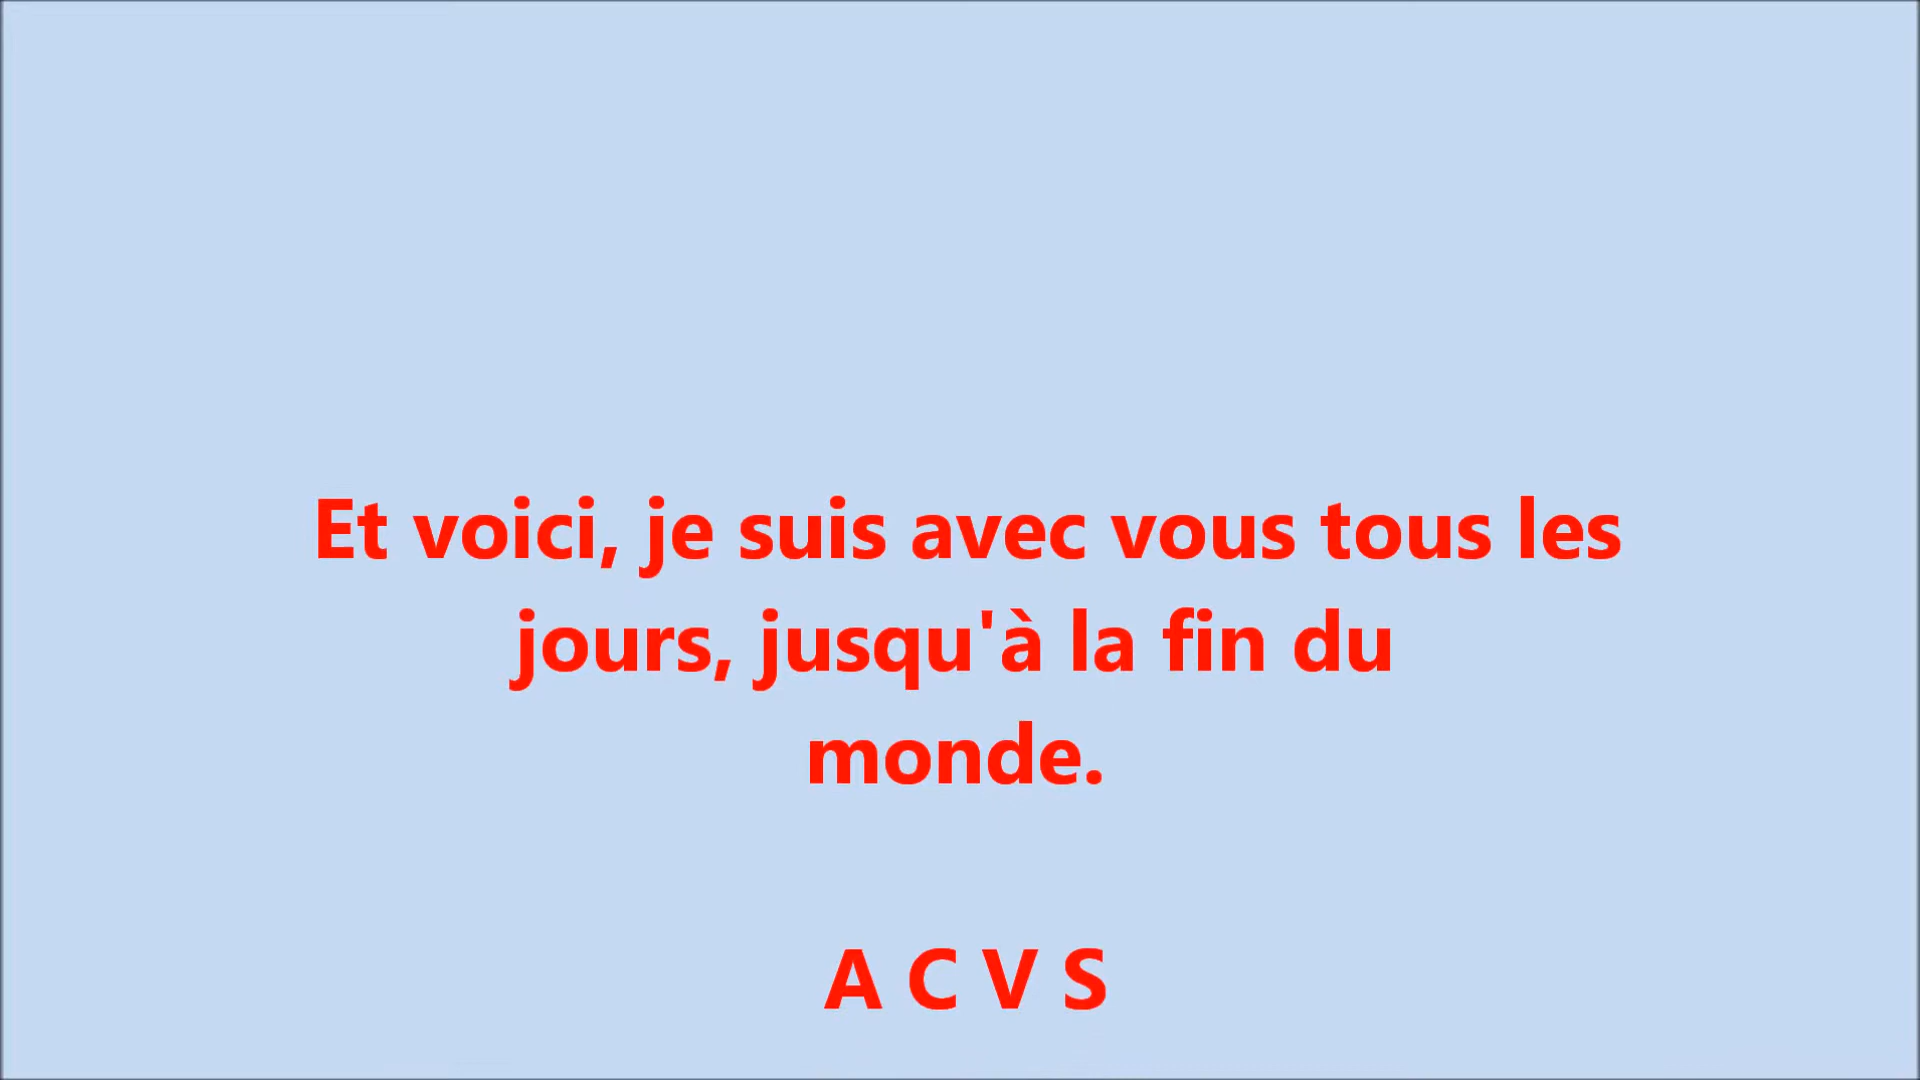 Et voici, je suis avec vous tous les
jours, jusqu'à la fin du
monde.
A C V S